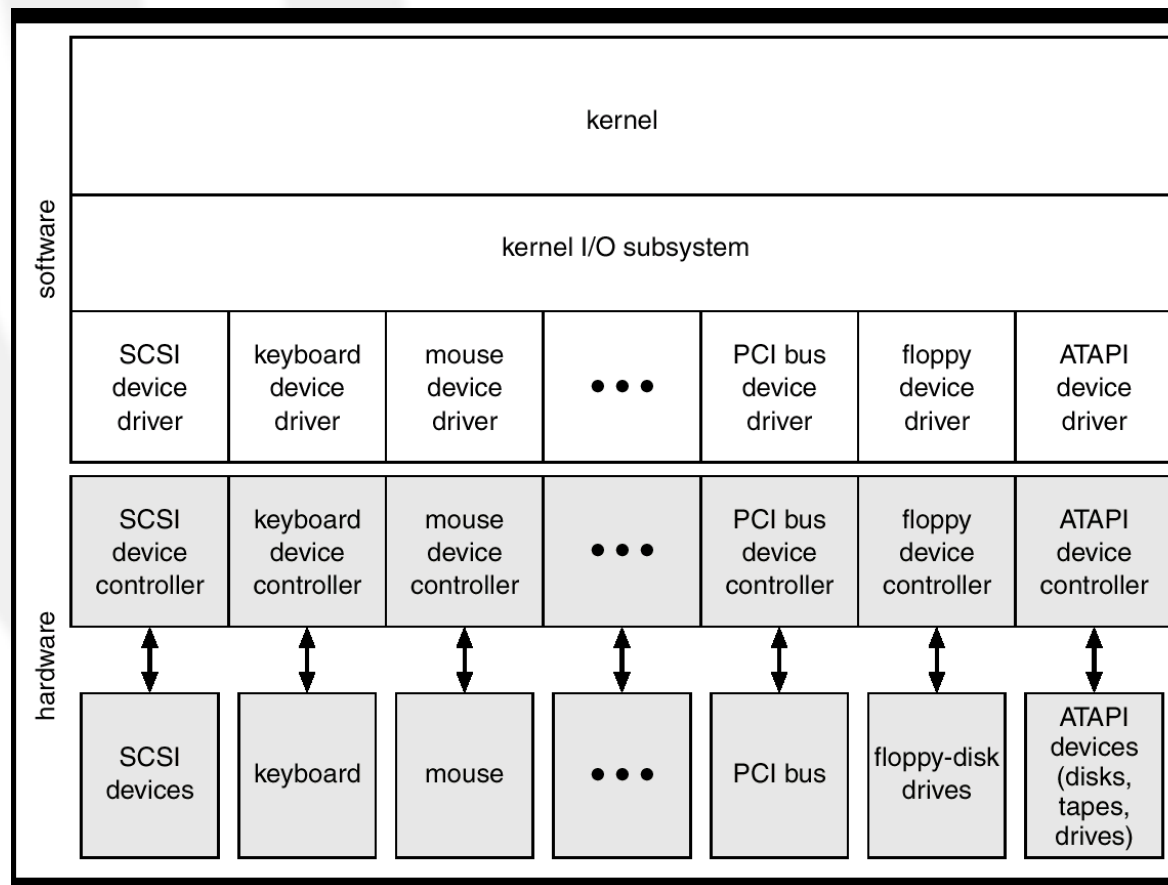 kernel
kernel I/O subsystem
software
SCSI
device
driver
keyboard
device
driver
mouse
device
driver
•••
PCI bus
device
driver
floppy
device
driver
ATAPI
device
driver
hardware
SCSI
device
controller
keyboard
device
controller
mouse
device
controller
•••
PCI bus
device
controller
floppy
device
controller
ATAPI
device
controller
SCSI
devices
keyboard
mouse
•••
PCI bus
floppy-disk
drives
ATAPI
devices
(disks,
tapes,
drives)